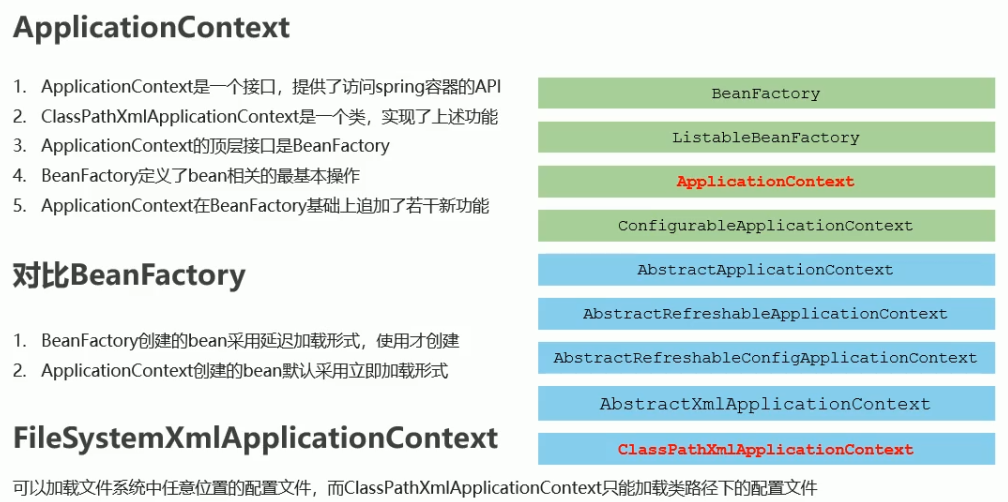 ApplicationContext
1. ApplicationContext是一个接口，提供了访问spring容器的API
2. ClassPathXmlApplicationContext是一个类，实现了上述功能
3. ApplicationContext的顶层接口是BeanFactory
4. BeanFactory定义了bean相关的最基本操作
5. ApplicationContext在BeanFactory基础上追加了若干新功能
对比BeanFactory
1. BeanFactory创建的bean采用延迟加载形式，使用才创建
2. ApplicationContext创建的bean默认采用立即加载形式
FileSystemXmlApplicationContext
可以加载文件系统中任意位置的配置文件，而ClassPathXmlApplicationContext只能加载类路径下的配置文件
BeanFactory
ListableBeanFactory
ApplicationContext
ConfigurableApplicationContext
AbstractApplicationContext
AbstractRefreshableApplicationContext
AbstractRefreshableConfigApplicationContext
AbstractXmlApplicationContext
ClassPathXmlApplicationContext